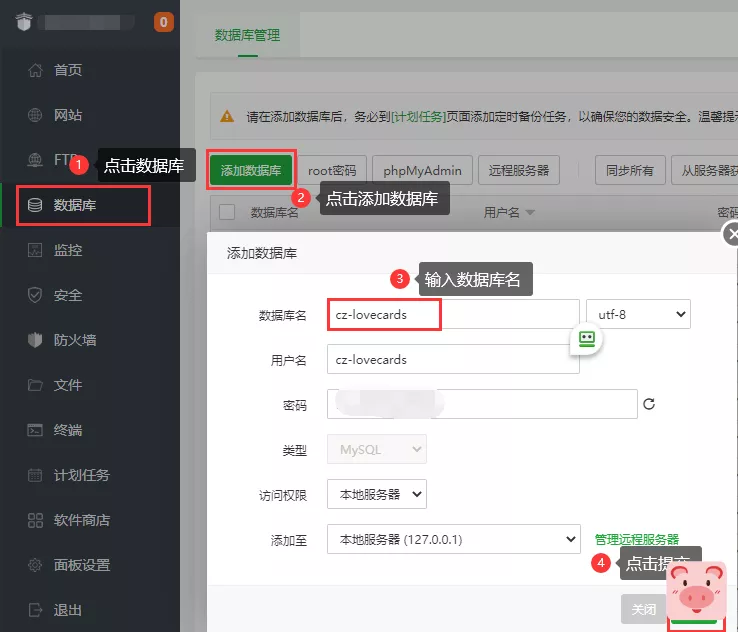 0
数据库管理
首页
请在添加数据库后，务必到[计划任务]页面添加定时备份任务，以确保您的数据安全。温馨提示
网站
FTP
1 点击数据库
添加数据库 root密码 phpMyAdmin 远程服务器 同步所有 从服务器获
2 点击添加数据库
数据库
数据库名 用户名 密码
监控
添加数据库
3 输入数据库名
安全
数据库名 cz-lovecards utf-8
防火墙
用户名 cz-lovecards
文件
密码
终端
类型 MySQL
计划任务
访问权限 本地服务器
软件商店
添加至 本地服务器 (127.0.0.1) 管理远程服务器
面板设置
4 点击提交
退出
关闭